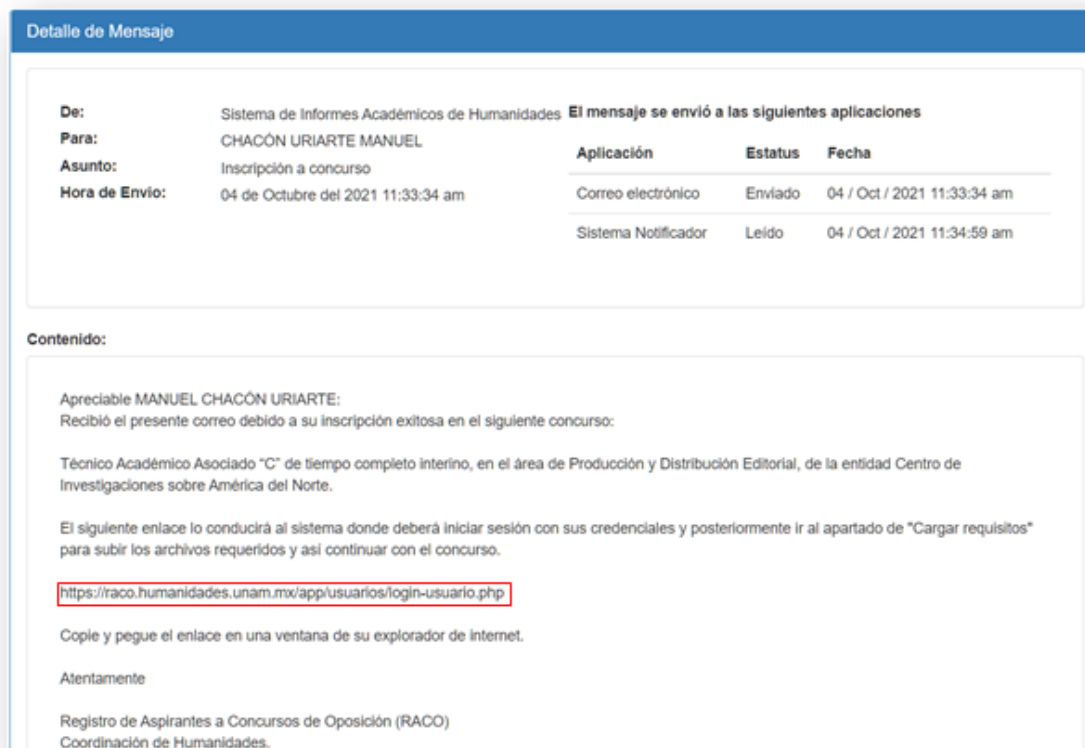 Detalle de Mensaje
De: Sistema de Informes Académicos de Humanidades
Para: CHACÓN URIARTE MANUEL
Asunto: Inscripción a concurso
Hora de Envio: 04 de Octubre del 2021 11:33:34 am
El mensaje se envió a las siguientes aplicaciones
Aplicación Estatus Fecha
Correo electrónico Enviado 04 / Oct / 2021 11:33:34 am
Sistema Notificador Leído 04 / Oct / 2021 11:34:59 am
Contenido:
Apreciable MANUEL CHACÓN URIARTE:
Recibió el presente correo debido a su inscripción exitosa en el siguiente concurso:
Técnico Académico Asociado “C” de tiempo completo interino, en el área de Producción y Distribución Editorial, de la entidad Centro de
Investigaciones sobre América del Norte.
El siguiente enlace lo conducirá al sistema donde deberá iniciar sesión con sus credenciales y posteriormente ir al apartado de "Cargar requisitos"
para subir los archivos requeridos y así continuar con el concurso.
https://raco.humanidades.unam.mx/app/usuarios/login-usuario.php
Copie y pegue el enlace en una ventana de su explorador de internet.
Atentamente
Registro de Aspirantes a Concursos de Oposición (RACO)
Coordinación de Humanidades.